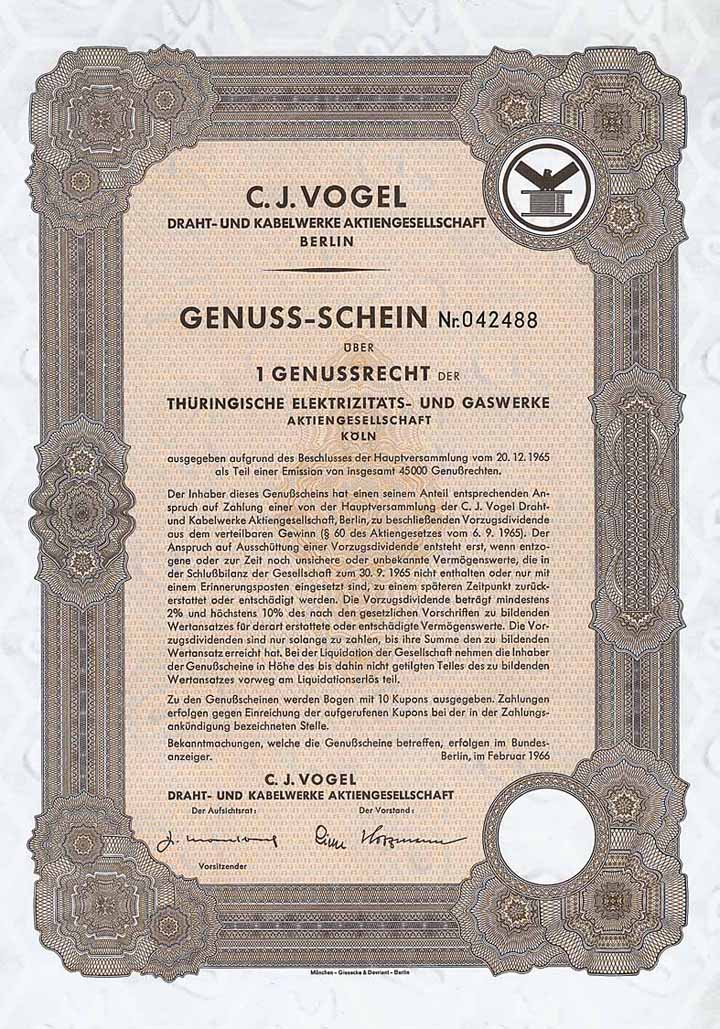 C. J. VOGEL
DRAHT- UND KABELWERKE AKTIENGESELLSCHAFT
BERLIN
GENUSS-SCHEIN Nr. 042488
ÜBER
1 GENUSSRECHT DER
THÜRINGISCHE ELEKTRIZITÄTS- UND GASWERKE
AKTIENGESELLSCHAFT
KÖLN
ausgegeben aufgrund des Beschlusses der Hauptversammlung vom 20. 12. 1965
als Teil einer Emission von insgesamt 45000 Genußrechten.
Der Inhaber dieses Genußscheins hat einen seinem Anteil entsprechenden An-
spruch auf Zahlung einer von der Hauptversammlung der C. J. Vogel Draht-
und Kabelwerke Aktiengesellschaft, Berlin, zu beschließenden Vorzugsdividende
aus dem verteilbaren Gewinn (§ 60 des Aktiengesetzes vom 6. 9. 1965). Der
Anspruch auf Ausschüttung einer Vorzugsdividende entsteht erst, wenn entzo-
gene oder zur Zeit noch unsichere oder unbekannte Vermögenswerte, die in
der Schlußbilanz der Gesellschaft zum 30. 9. 1965 nicht enthalten oder nur mit
einem Erinnerungsposten eingesetzt sind, zu einem späteren Zeitpunkt zurück-
erstattet oder entschädigt werden. Die Vorzugsdividende beträgt mindestens
2% und höchstens 10% des nach den gesetzlichen Vorschriften zu bildenden
Wertansatzes für derart erstattete oder entschädigte Vermögenswerte. Die Vor-
zugsdividenden sind nur solange zu zahlen, bis ihre Summe den zu bildenden
Wertansatz erreicht hat. Bei der Liquidation der Gesellschaft nehmen die Inhaber
der Genußscheine in Höhe des bis dahin nicht getilgten Teiles des zu bildenden
Wertansatzes vorweg am Liquidationserlös teil.
Zu den Genußscheinen werden Bogen mit 10 Kupons ausgegeben. Zahlungen
erfolgen gegen Einreichung der aufgerufenen Kupons bei der in der Zahlungs-
ankündigung bezeichneten Stelle.
Bekanntmachungen, welche die Genußscheine betreffen, erfolgen im Bundes-
anzeiger. Berlin, im Februar 1966
C. J. VOGEL
DRAHT- UND KABELWERKE AKTIENGESELLSCHAFT
Der Aufsichtsrat: Der Vorstand:
Vorsitzender
München - Giesecke & Devrient - Berlin